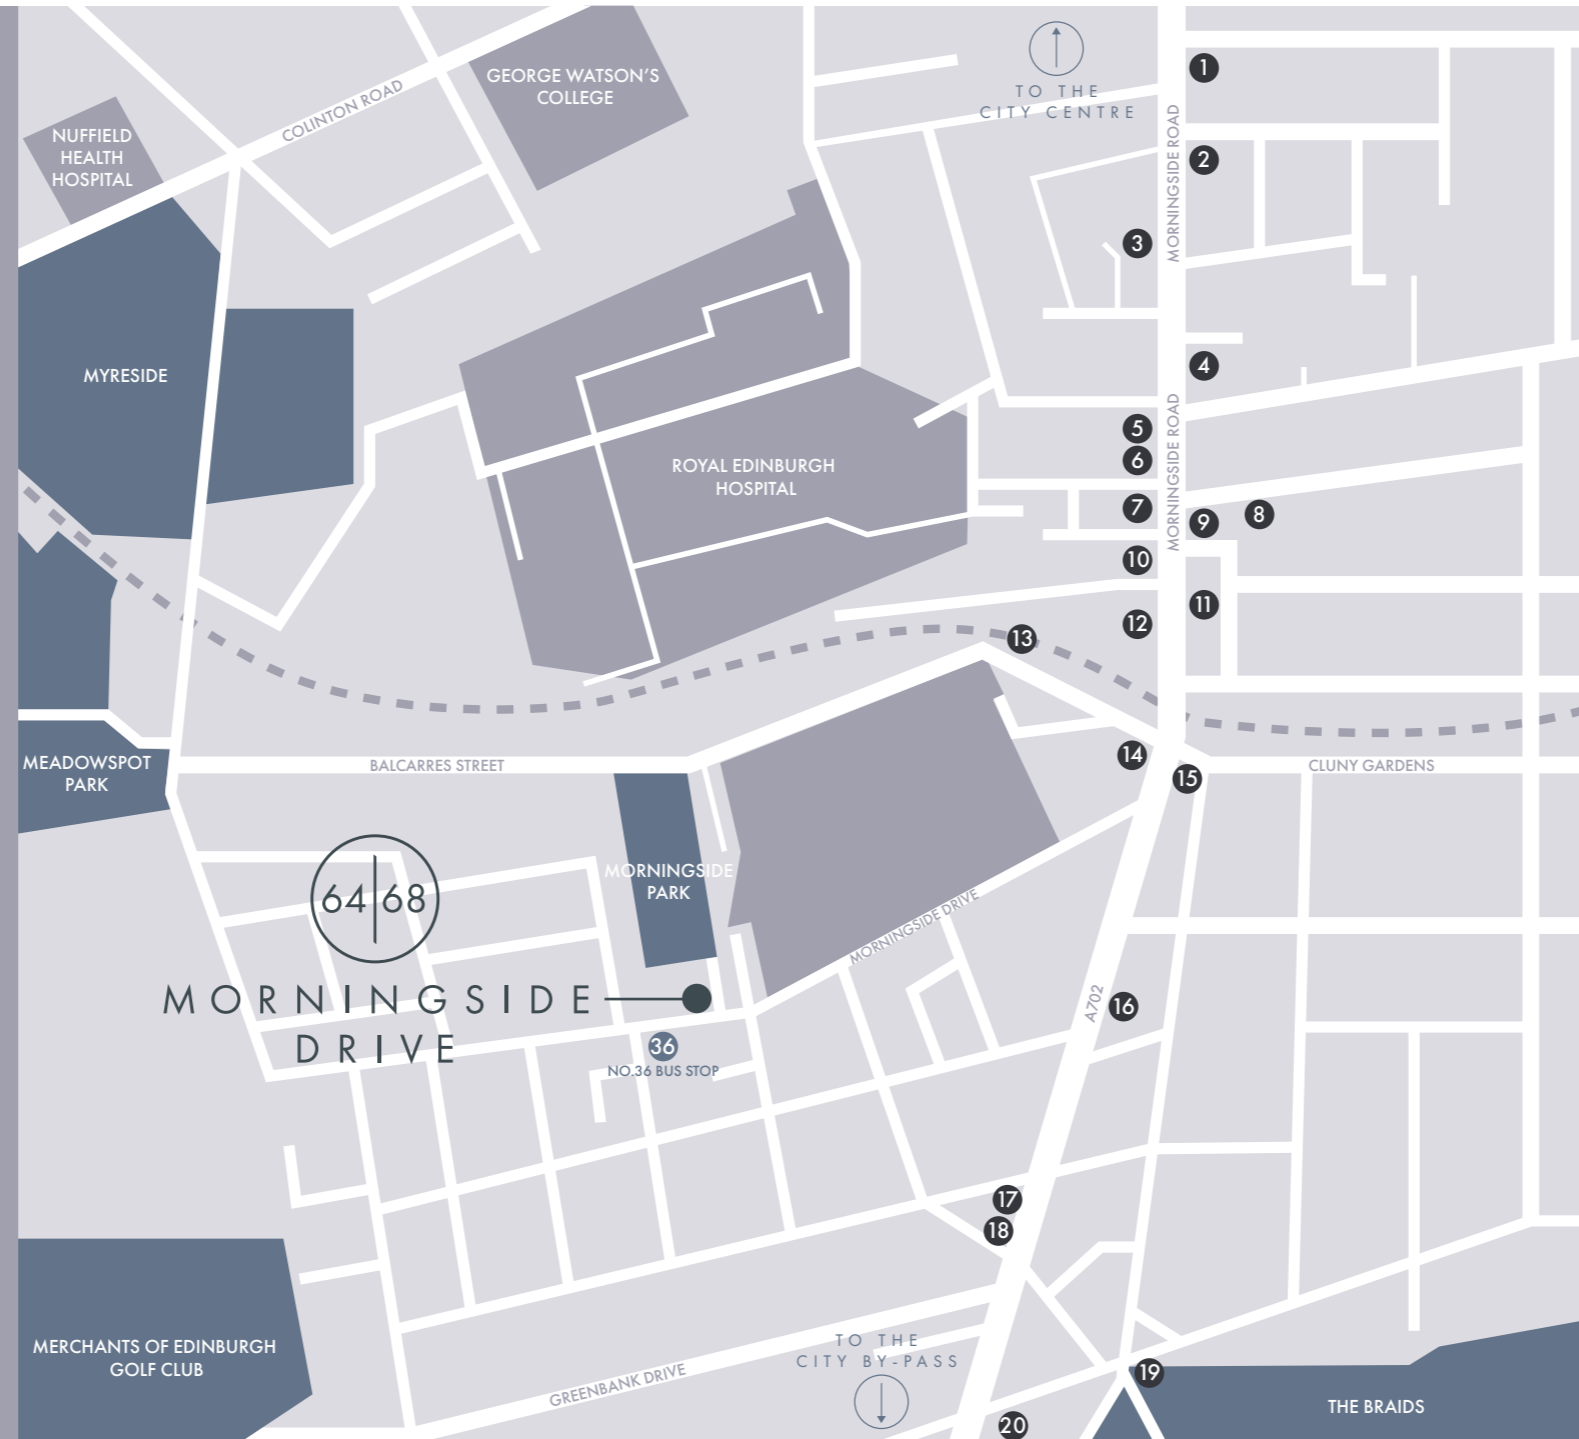 TO THE
CITY CENTRE
1
GEORGE WATSON'S
COLLEGE
COLINTON ROAD
NUFFIELD
HEALTH
HOSPITAL
MORNINGSIDE ROAD
2
3
MYRESIDE
4
MORNINGSIDE ROAD
5
6
ROYAL EDINBURGH
HOSPITAL
7
8
9
10
11
12
13
14
15
MEADOWSPOT
PARK
BALCARRES STREET
CLUNY GARDENS
64|68
MORNINGSIDE
DRIVE
MORNINGSIDE
PARK
MORNINGSIDE DRIVE
A702
16
36
NO.36 BUS STOP
17
18
MERCHANTS OF EDINBURGH
GOLF CLUB
GREENBANK DRIVE
TO THE
CITY BY-PASS
19
THE BRAIDS
20